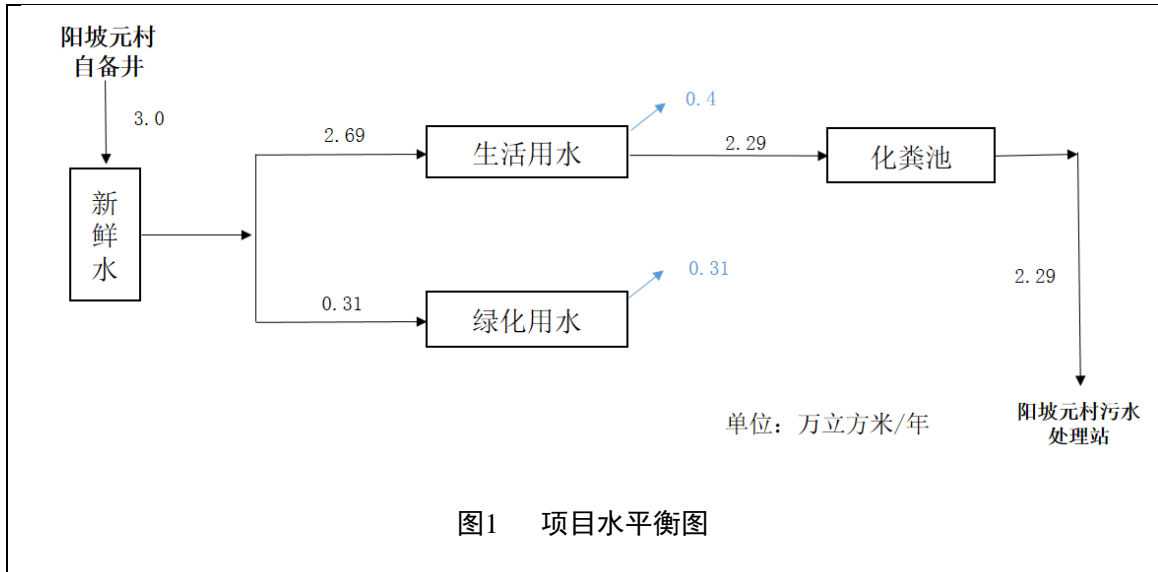 阳坡元村
自备井
3.0
新
鲜
水
2.69
生活用水
0.4
2.29
化粪池
0.31
绿化用水
0.31
2.29
阳坡元村污水
处理站
单位：万立方米/年
图1 项目水平衡图